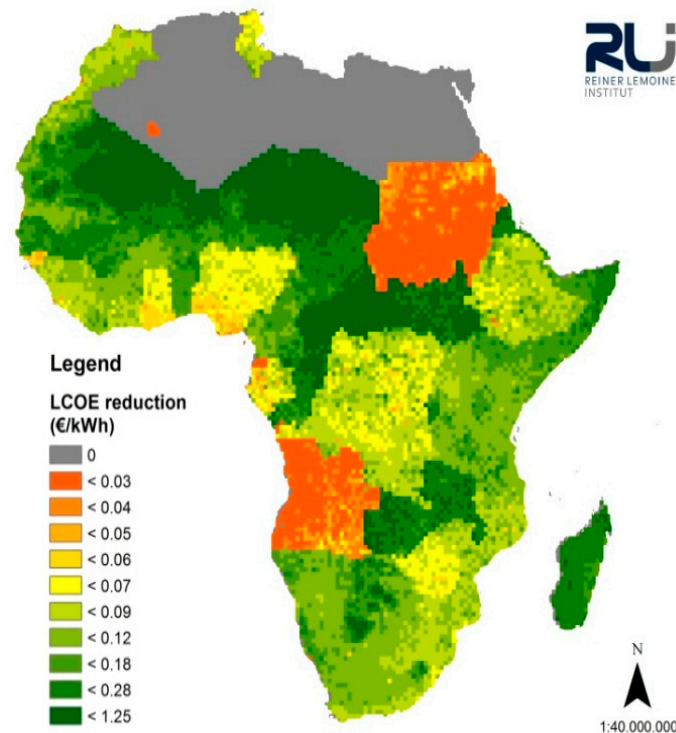 RLI
REINER LEMOINE
INSTITUT
Legend
LCOE reduction
(€/kWh)
0
< 0.03
< 0.04
< 0.05
< 0.06
< 0.07
< 0.09
< 0.12
< 0.18
< 0.28
< 1.25
N
1:40.000.000